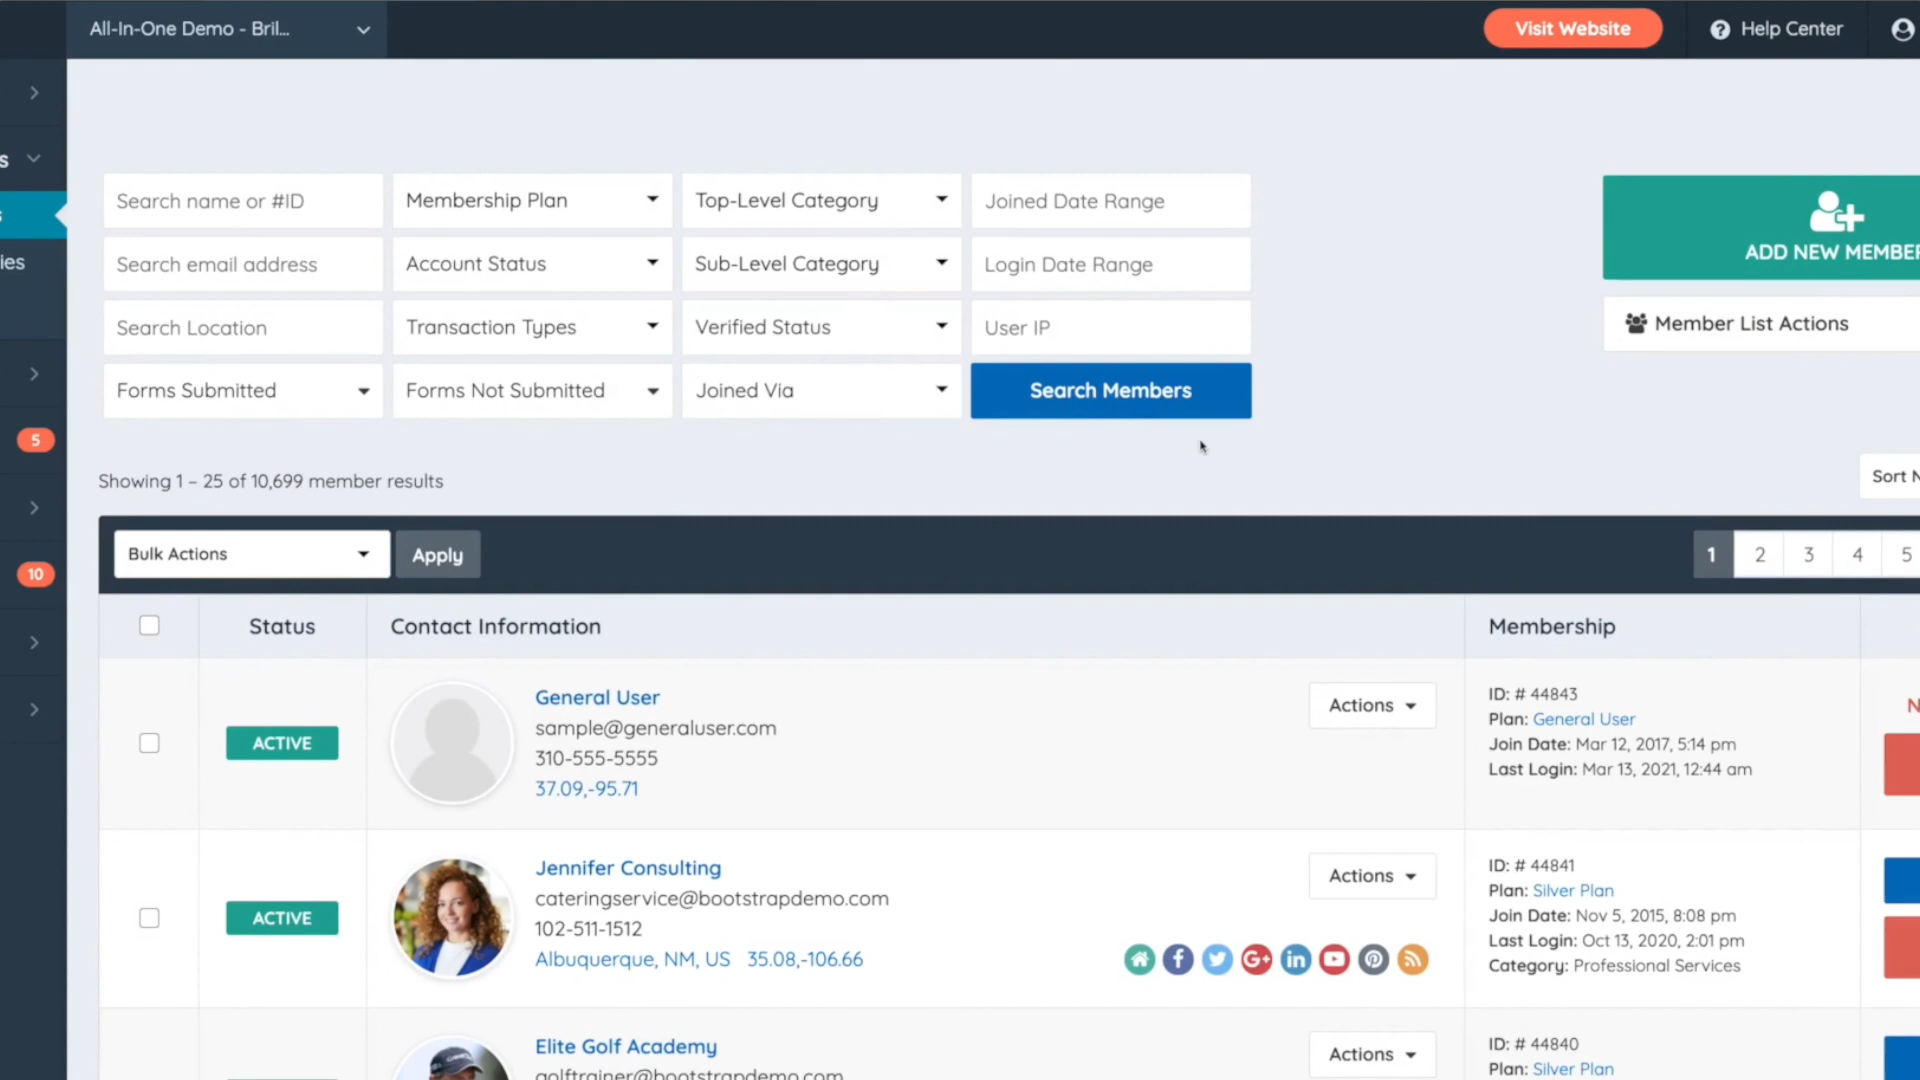 All-In-One Demo - Bril...
Visit Website
Help Center
s
s
ies
5
10
Search name or #ID
Membership Plan
Top-Level Category
Joined Date Range
Search email address
Account Status
Sub-Level Category
Login Date Range
Search Location
Transaction Types
Verified Status
User IP
Forms Submitted
Forms Not Submitted
Joined Via
Search Members
ADD NEW MEMBER
Member List Actions
Showing 1 – 25 of 10,699 member results
Sort N
Bulk Actions
Apply
1 2 3 4 5
Status
Contact Information
Membership
ACTIVE
General User
sample@generaluser.com
310-555-5555
37.09,-95.71
Actions
ID: # 44843
Plan: General User
Join Date: Mar 12, 2017, 5:14 pm
Last Login: Mar 13, 2021, 12:44 am
N
ACTIVE
Jennifer Consulting
cateringservice@bootstrapdemo.com
102-511-1512
Albuquerque, NM, US 35.08,-106.66
Actions
ID: # 44841
Plan: Silver Plan
Join Date: Nov 5, 2015, 8:08 pm
Last Login: Oct 13, 2020, 2:01 pm
Category: Professional Services
Elite Golf Academy
golftrainer@bootstrapdemo.com
Actions
ID: # 44840
Plan: Silver Plan